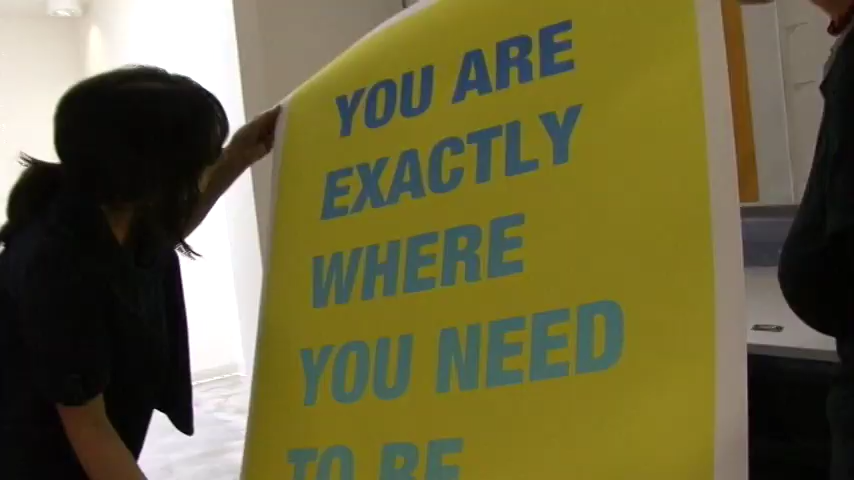 YOU ARE
EXACTLY
WHERE
YOU NEED
TO BE